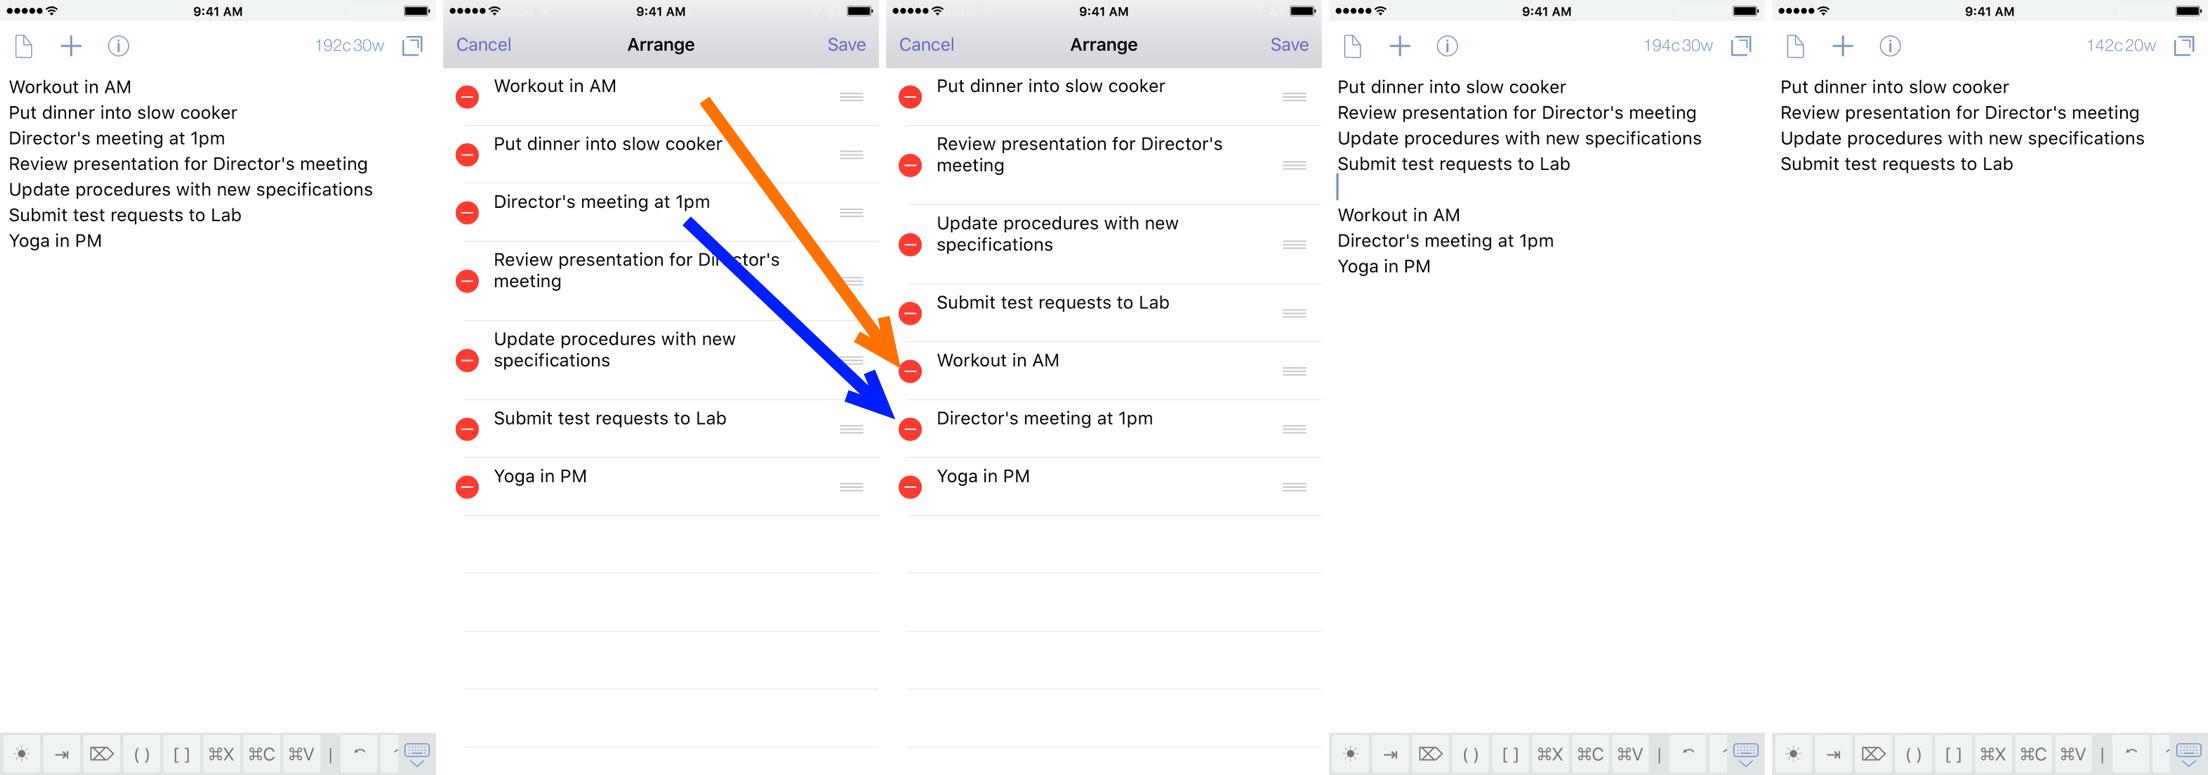 9:41 AM
192c30w
Workout in AM
Put dinner into slow cooker
Director's meeting at 1pm
Review presentation for Director's meeting
Update procedures with new specifications
Submit test requests to Lab
Yoga in PM
( )
[ ]
⌘X
⌘C
⌘V
|
9:41 AM
Cancel
Arrange
Save
Workout in AM
Put dinner into slow cooker
Director's meeting at 1pm
Review presentation for Director's
meeting
Update procedures with new
specifications
Submit test requests to Lab
Yoga in PM
9:41 AM
Cancel
Arrange
Save
Put dinner into slow cooker
Review presentation for Director's
meeting
Update procedures with new
specifications
Submit test requests to Lab
Workout in AM
Director's meeting at 1pm
Yoga in PM
9:41 AM
194c30w
Put dinner into slow cooker
Review presentation for Director's meeting
Update procedures with new specifications
Submit test requests to Lab
Workout in AM
Director's meeting at 1pm
Yoga in PM
( )
[ ]
⌘X
⌘C
⌘V
|
9:41 AM
142c20w
Put dinner into slow cooker
Review presentation for Director's meeting
Update procedures with new specifications
Submit test requests to Lab
( )
[ ]
⌘X
⌘C
⌘V
|